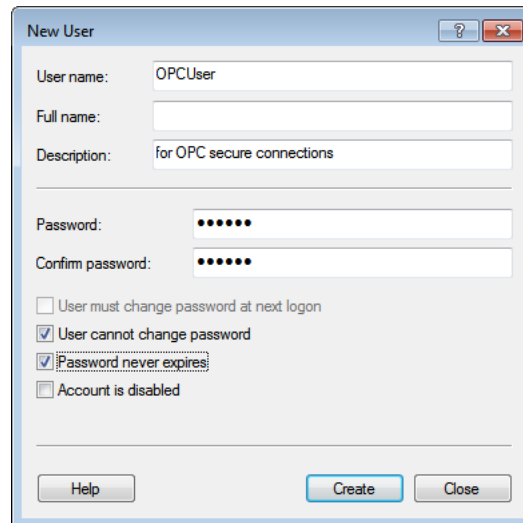 New User
User name: OPCUser
Full name:
Description: for OPC secure connections
Password: ●●●●●●
Confirm password: ●●●●●●
User must change password at next logon
User cannot change password
Password never expires
Account is disabled
Help Create Close